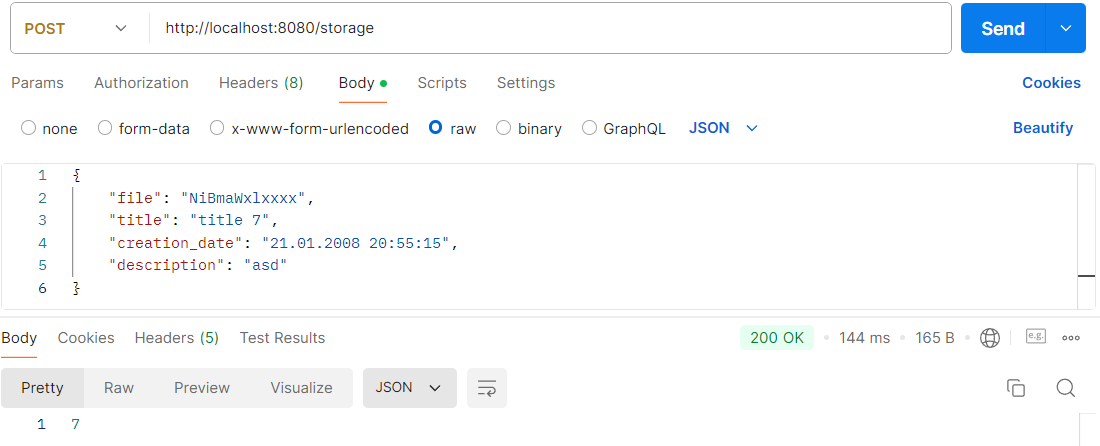 POST http://localhost:8080/storage Send
Params Authorization Headers (8) Body Scripts Settings Cookies
none form-data x-www-form-urlencoded raw binary GraphQL JSON Beautify
1 {
2 "file": "NiBmaWxlxxxx",
3 "title": "title 7",
4 "creation_date": "21.01.2008 20:55:15",
5 "description": "asd"
6 }
Body Cookies Headers (5) Test Results 200 OK 144 ms 165 B e.g.
Pretty Raw Preview Visualize JSON
1 7